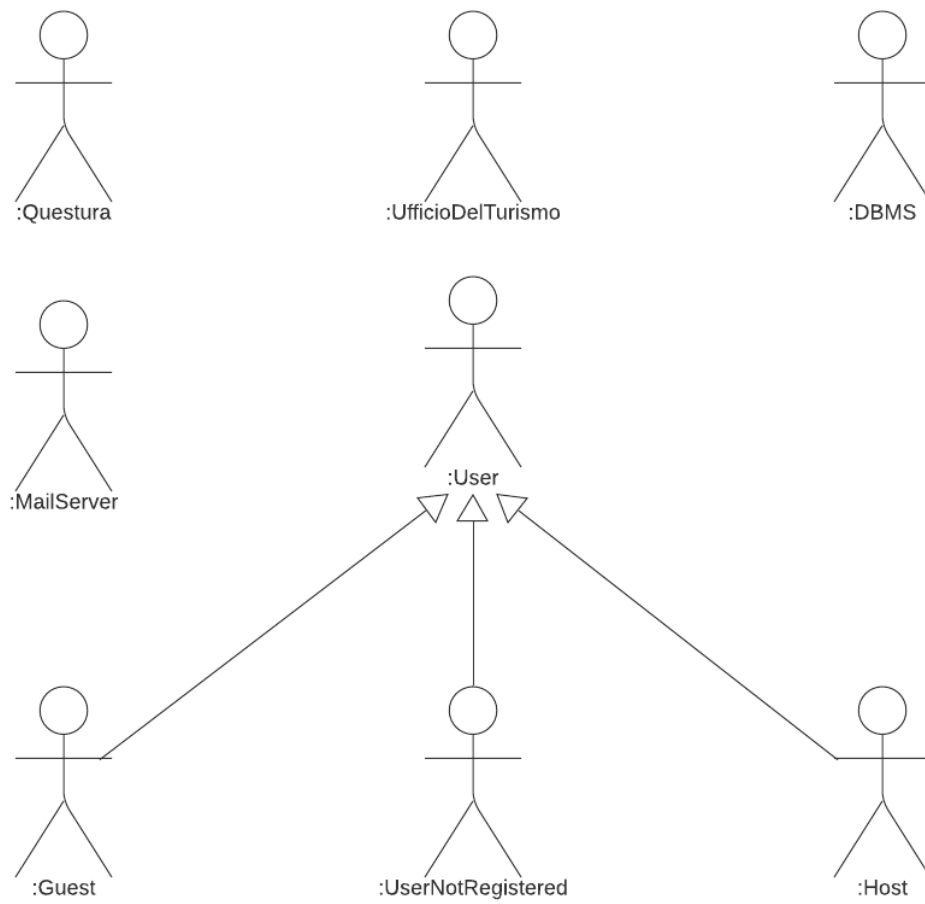 :Questura
:UfficioDelTurismo
:DBMS
:MailServer
:User
:Guest
:UserNotRegistered
:Host